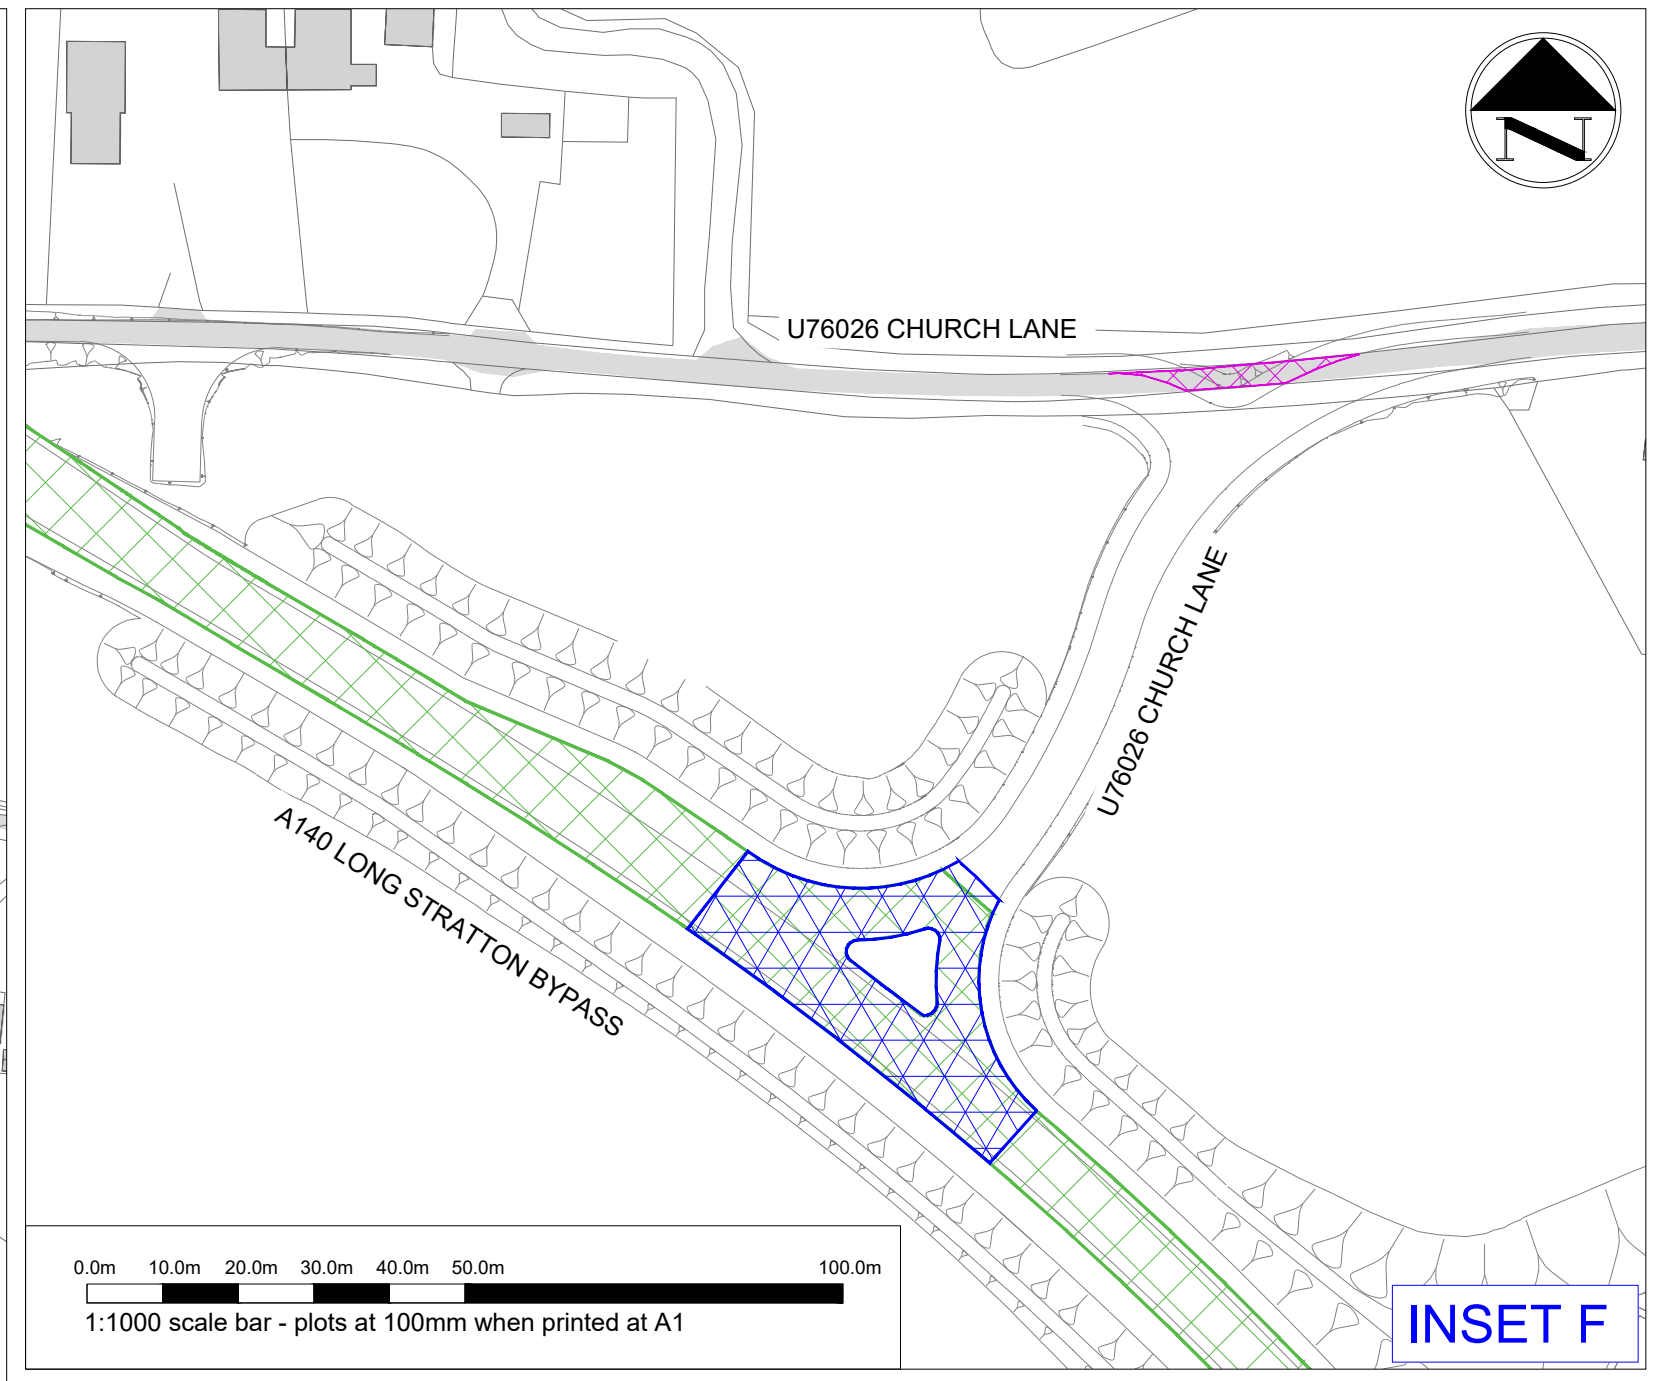 N
U76026 CHURCH LANE
U76026 CHURCH LANE
A140 LONG STRATTON BYPASS
0.0m 10.0m 20.0m 30.0m 40.0m 50.0m 100.0m
1:1000 scale bar - plots at 100mm when printed at A1
INSET F